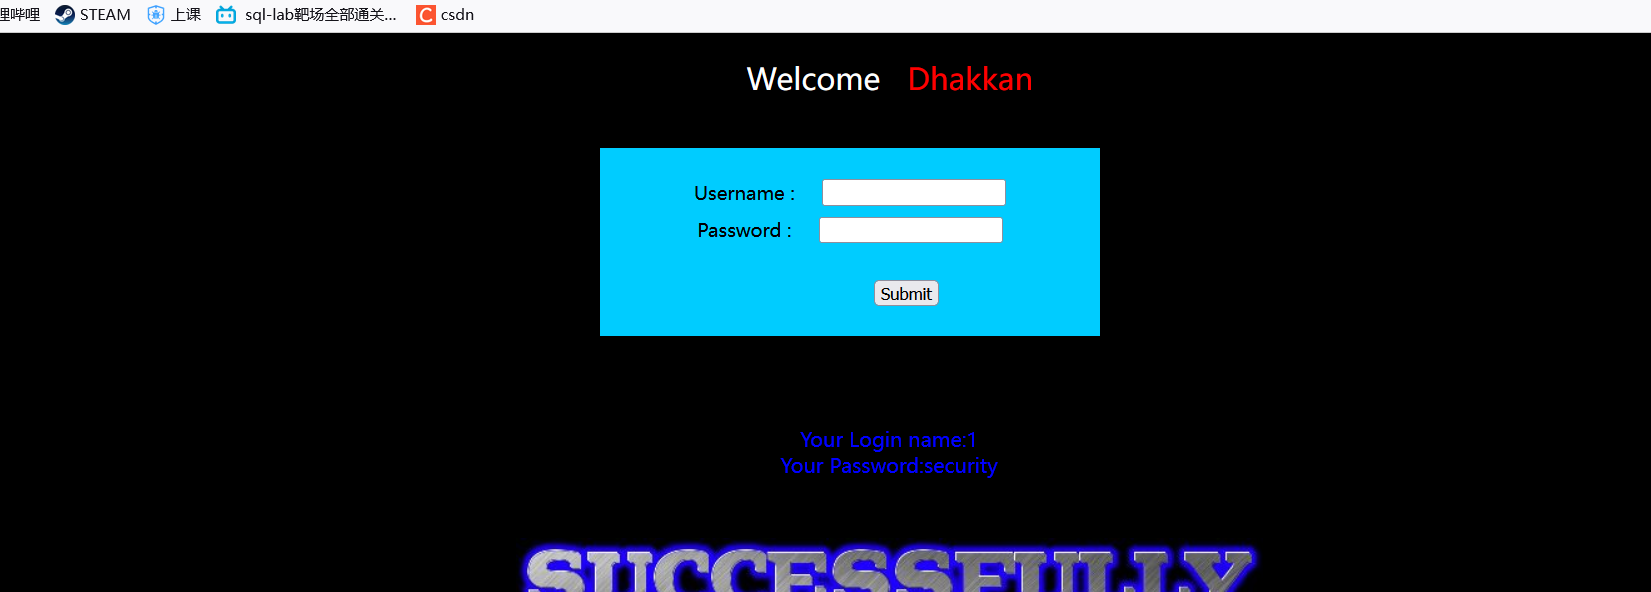 哩哔哩 STEAM 上课 sql-lab靶场全部通关... csdn
Welcome Dhakkan
Username :
Password :
Submit
Your Login name:1
Your Password:security
SUCCESSFULLY